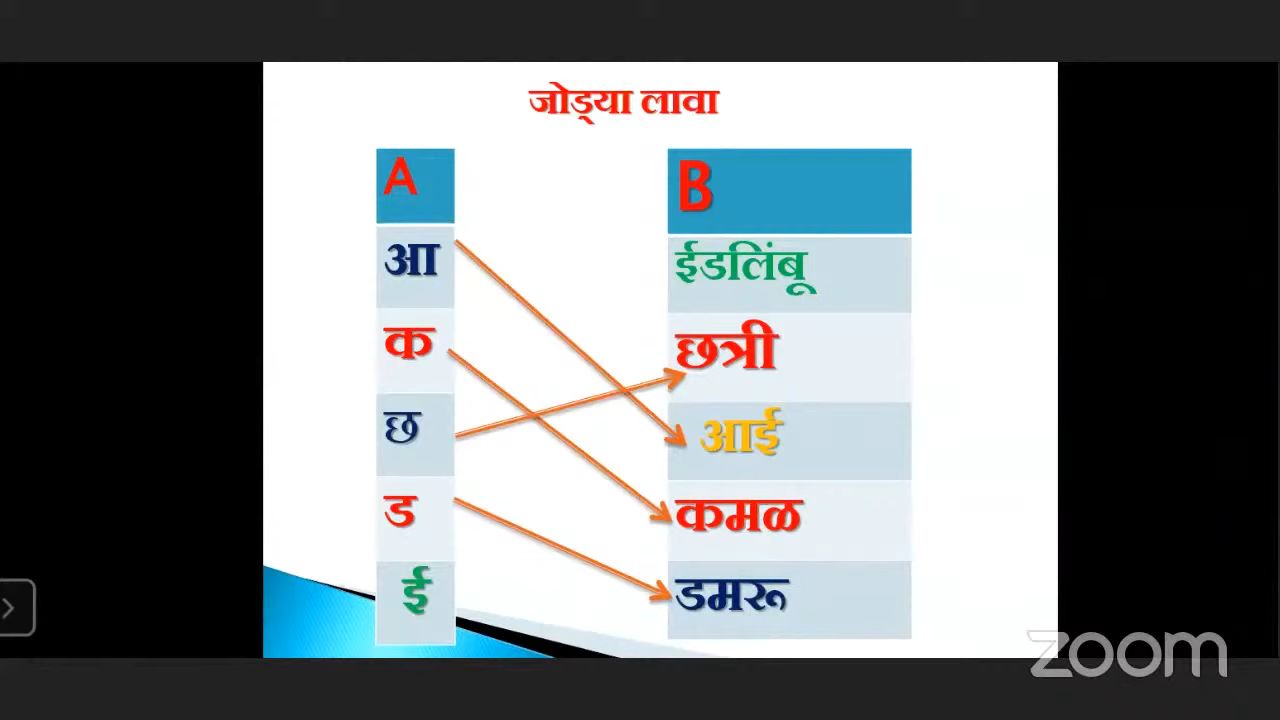 जोड्या लावा
A
B
आ
ईडलिंबू
क
छत्री
छ
आई
ड
कमळ
ई
डमरू
zoom